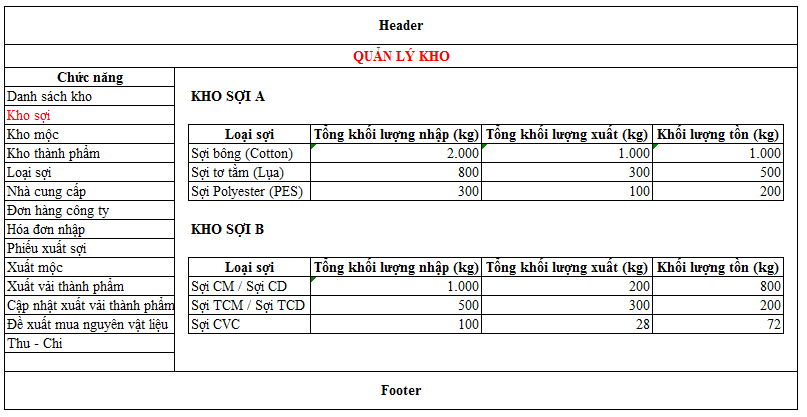 Header
QUẢN LÝ KHO
Chức năng
Danh sách kho
Kho sợi
Kho mộc
Kho thành phẩm
Loại sợi
Nhà cung cấp
Đơn hàng công ty
Hóa đơn nhập
Phiếu xuất sợi
Xuất mộc
Xuất vải thành phẩm
Cập nhật xuất vải thành phẩm
Đề xuất mua nguyên vật liệu
Thu - Chi
KHO SỢI A
Loại sợi Tổng khối lượng nhập (kg) Tổng khối lượng xuất (kg) Khối lượng tồn (kg)
Sợi bông (Cotton) 2.000 1.000 1.000
Sợi tơ tằm (Lụa) 800 300 500
Sợi Polyester (PES) 300 100 200
KHO SỢI B
Loại sợi Tổng khối lượng nhập (kg) Tổng khối lượng xuất (kg) Khối lượng tồn (kg)
Sợi CM / Sợi CD 1.000 200 800
Sợi TCM / Sợi TCD 500 300 200
Sợi CVC 100 28 72
Footer